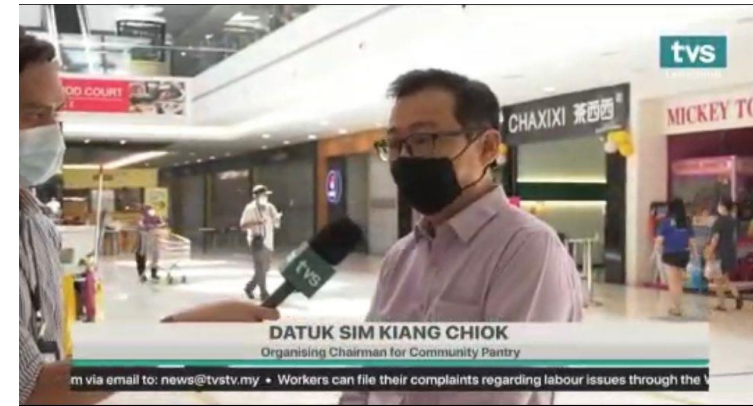 tvs
OOD COURT
CHAXIXI 茶西西
MICKEY TO
tvs
DATUK SIM KIANG CHIOK
Organising Chairman for Community Pantry
m via email to: news@tvstv.my • Workers can file their complaints regarding labour issues through the